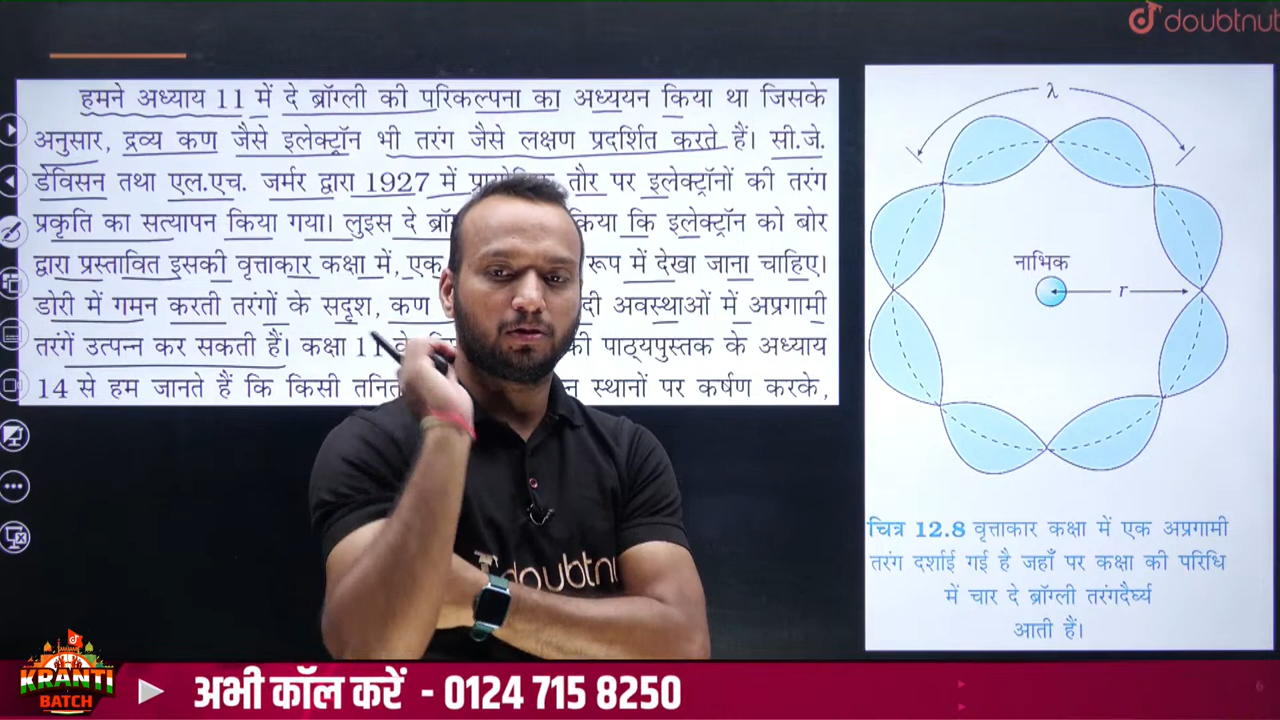 doubtnut
हमने अध्याय 11 में दे ब्रॉग्ली की परिकल्पना का अध्ययन किया था जिसके
अनुसार, द्रव्य कण जैसे इलेक्ट्रॉन भी तरंग जैसे लक्षण प्रदर्शित करते हैं। सी.जे.
डेविसन तथा एल.एच. जर्मर द्वारा 1927 में तौर पर इलेक्ट्रॉनों की तरंग
प्रकृति का सत्यापन किया गया। लुइस दे किया कि इलेक्ट्रॉन को बोर
द्वारा प्रस्तावित इसकी वृत्ताकार कक्षा में, एक रूप में देखा जाना चाहिए।
डोरी में गमन करती तरंगों के सदृश, कण अवस्थाओं में अप्रगामी
तरंगें उत्पन्न कर सकती हैं। कक्षा 11 की पाठ्यपुस्तक के अध्याय
14 से हम जानते हैं कि किसी स्थानों पर कर्षण करके,
λ
नाभिक
r
चित्र 12.8 वृत्ताकार कक्षा में एक अप्रगामी
तरंग दर्शाई गई है जहाँ पर कक्षा की परिधि
में चार दे ब्रॉग्ली तरंगदैर्घ्य
आती हैं।
doubtnu
KRANTI
BATCH
अभी कॉल करें - 0124 715 8250
6